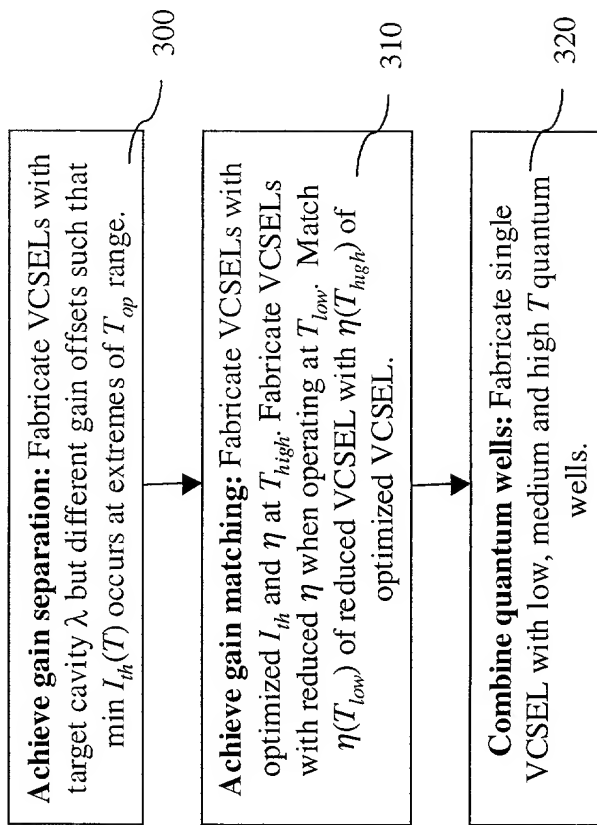 Achieve gain separation: Fabricate VCSELs with
target cavity λ but different gain offsets such that
min I_th(T) occurs at extremes of T_op range.
300
Achieve gain matching: Fabricate VCSELs with
optimized I_th and η at T_high. Fabricate VCSELs
with reduced η when operating at T_low. Match
η(T_low) of reduced VCSEL with η(T_high) of
optimized VCSEL.
310
Combine quantum wells: Fabricate single
VCSEL with low, medium and high T quantum
wells.
320